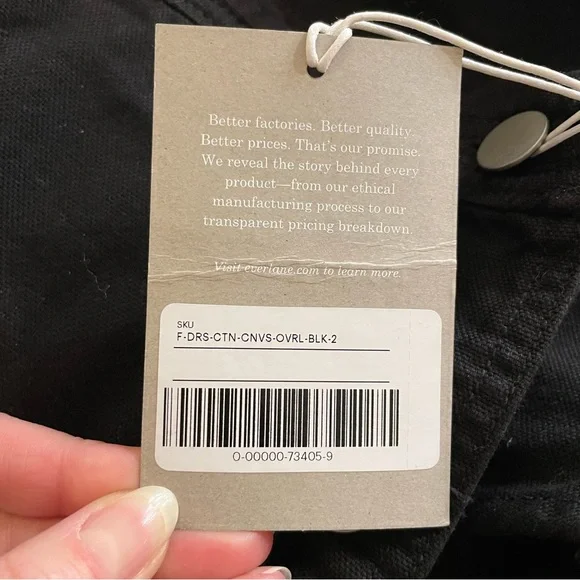 Better factories. Better quality.
Better prices. That's our promise.
We reveal the story behind every
product—from our ethical
manufacturing process to our
transparent pricing breakdown.
Visit everlane.com to learn more.
SKU
F-DRS-CTN-CNVS-OVRL-BLK-2
0-00000-73405-9